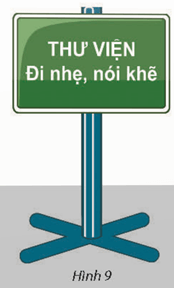 THƯ VIỆN
Đi nhẹ, nói khẽ
Hình 9